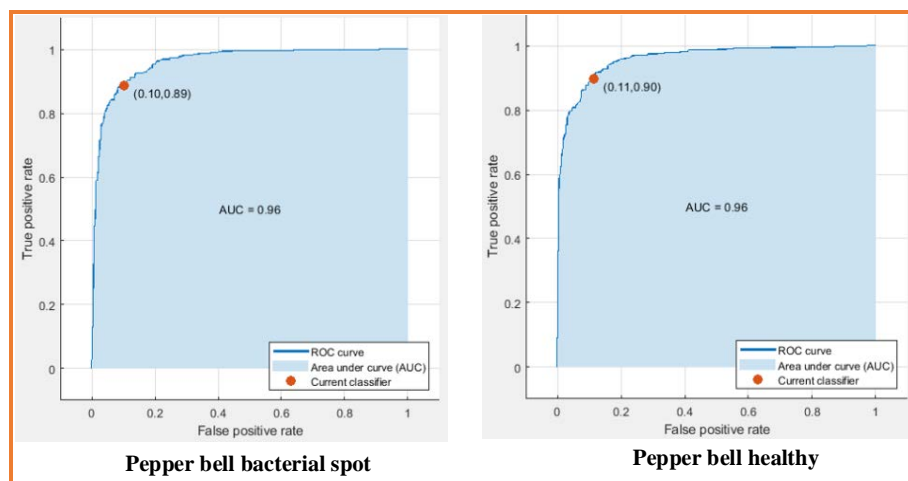 1
0.8
0.6
0.4
0.2
0
True positive rate
(0.10,0.89)
AUC = 0.96
ROC curve
Area under curve (AUC)
Current classifier
0 0.2 0.4 0.6 0.8 1
False positive rate
Pepper bell bacterial spot
1
0.8
0.6
0.4
0.2
0
True positive rate
(0.11,0.90)
AUC = 0.96
ROC curve
Area under curve (AUC)
Current classifier
0 0.2 0.4 0.6 0.8 1
False positive rate
Pepper bell healthy